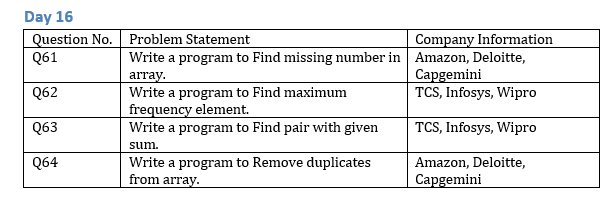 Day 16
Question No. Problem Statement Company Information
Q61 Write a program to Find missing number in Amazon, Deloitte,
array. Capgemini
Q62 Write a program to Find maximum TCS, Infosys, Wipro
frequency element.
Q63 Write a program to Find pair with given TCS, Infosys, Wipro
sum.
Q64 Write a program to Remove duplicates Amazon, Deloitte,
from array. Capgemini